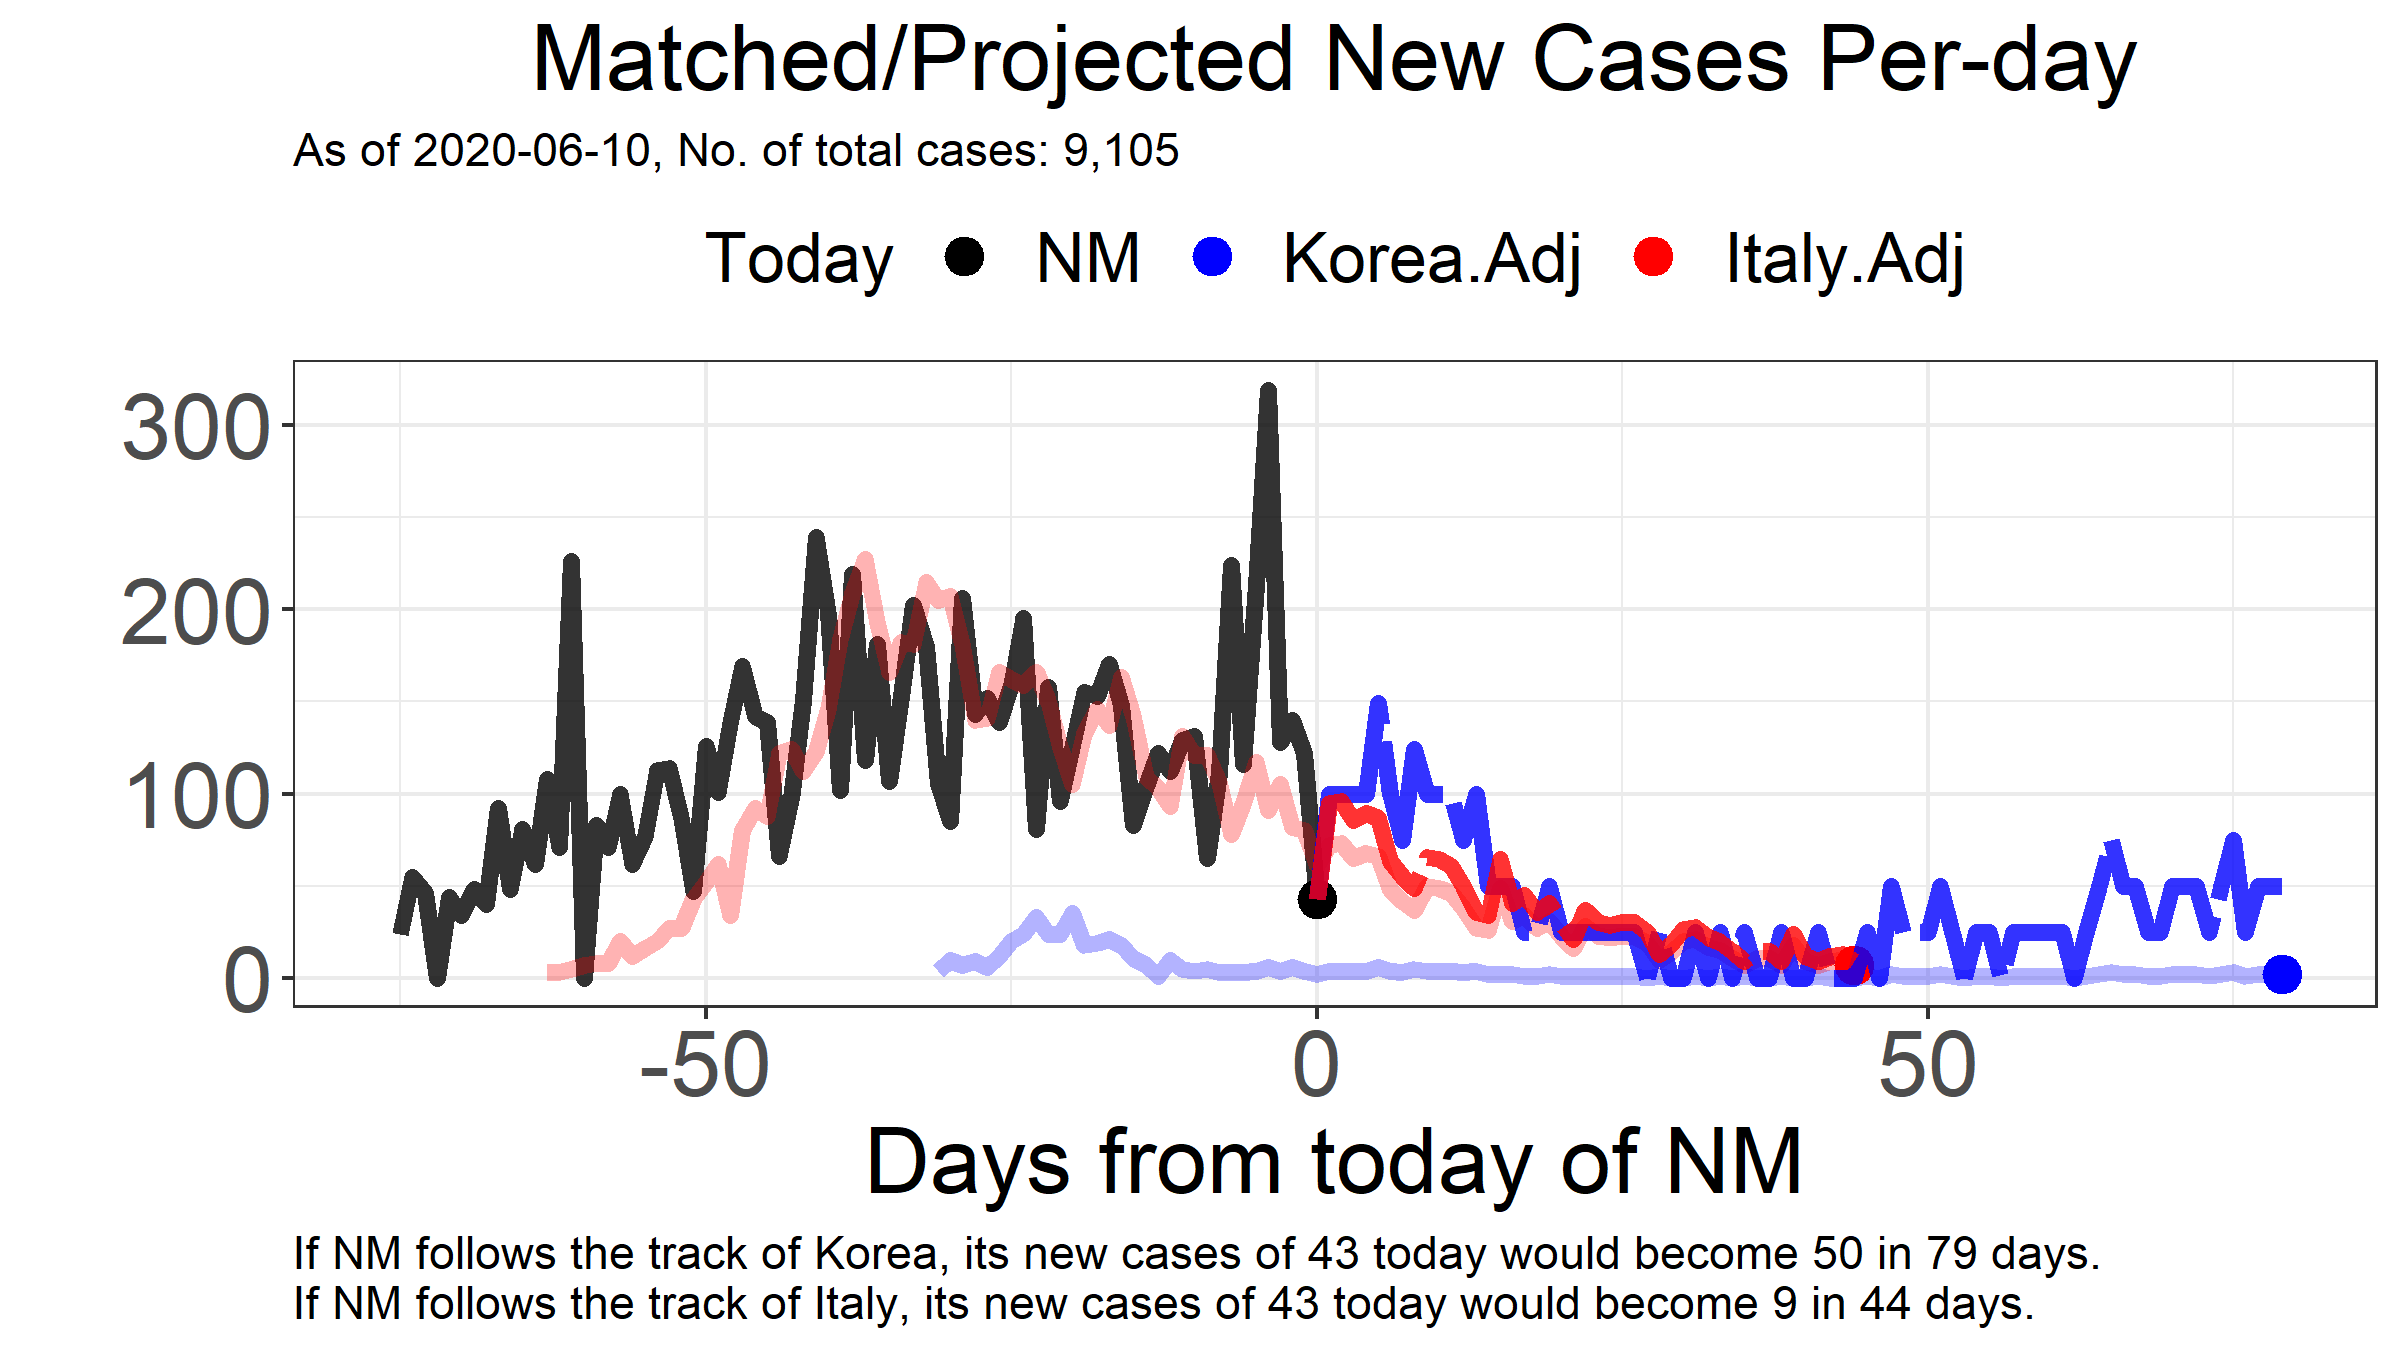 Matched/Projected New Cases Per-day
As of 2020-06-10, No. of total cases: 9,105
Today NM Korea.Adj Italy.Adj
300
200
100
0
-50 0 50
Days from today of NM
If NM follows the track of Korea, its new cases of 43 today would become 50 in 79 days.
If NM follows the track of Italy, its new cases of 43 today would become 9 in 44 days.